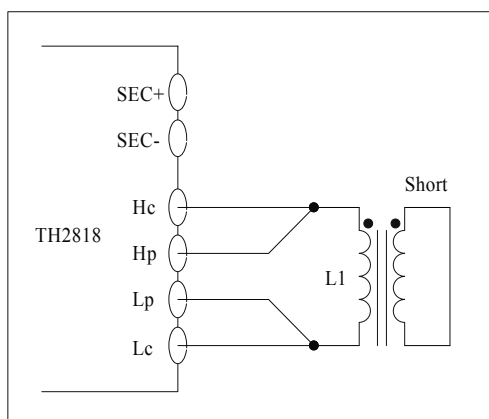 SEC+
SEC-
Short
Hc
TH2818
Hp
L1
Lp
Lc